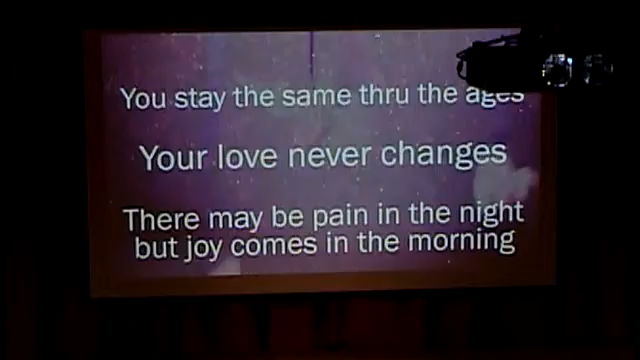 You stay the same thru the ages
Your love never changes
There may be pain in the night
but joy comes in the morning